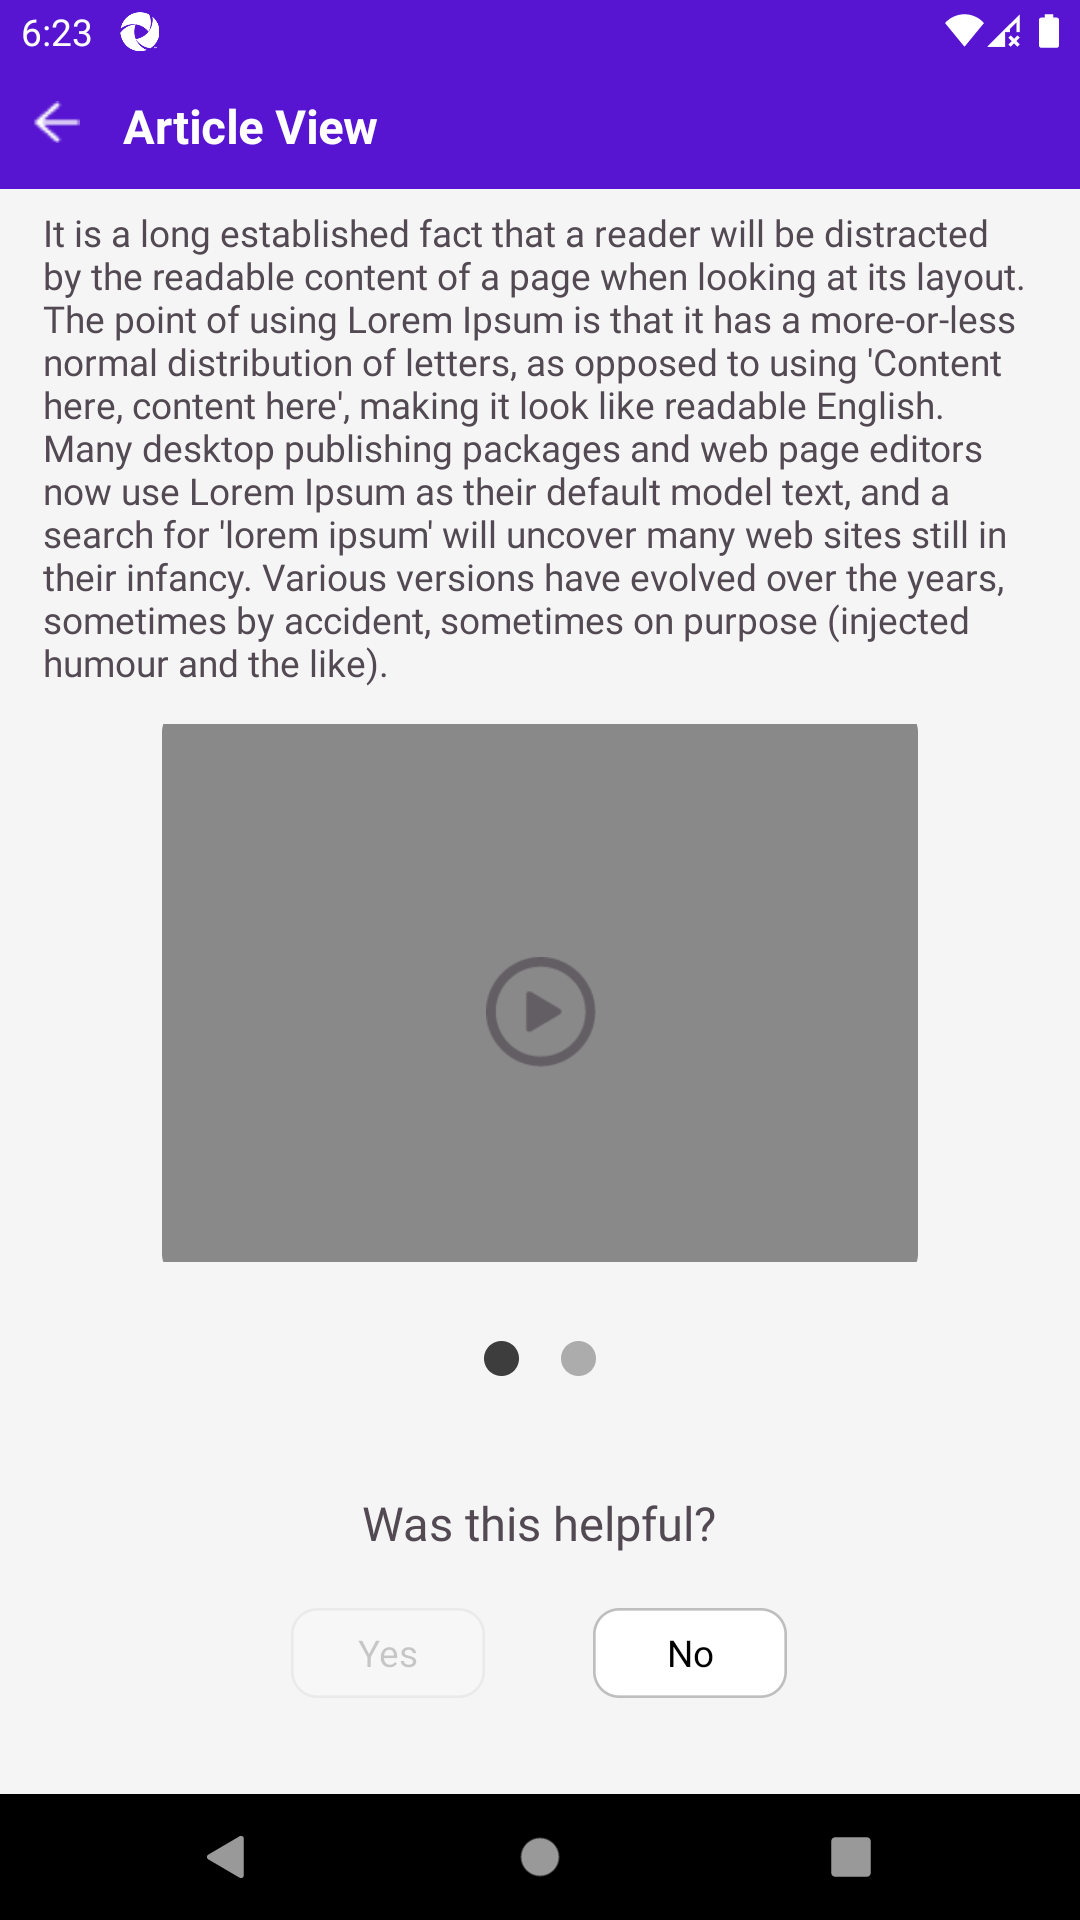 6:23
Article View
It is a long established fact that a reader will be distracted
by the readable content of a page when looking at its layout.
The point of using Lorem Ipsum is that it has a more-or-less
normal distribution of letters, as opposed to using 'Content
here, content here', making it look like readable English.
Many desktop publishing packages and web page editors
now use Lorem Ipsum as their default model text, and a
search for 'lorem ipsum' will uncover many web sites still in
their infancy. Various versions have evolved over the years,
sometimes by accident, sometimes on purpose (injected
humour and the like).
Was this helpful?
Yes
No